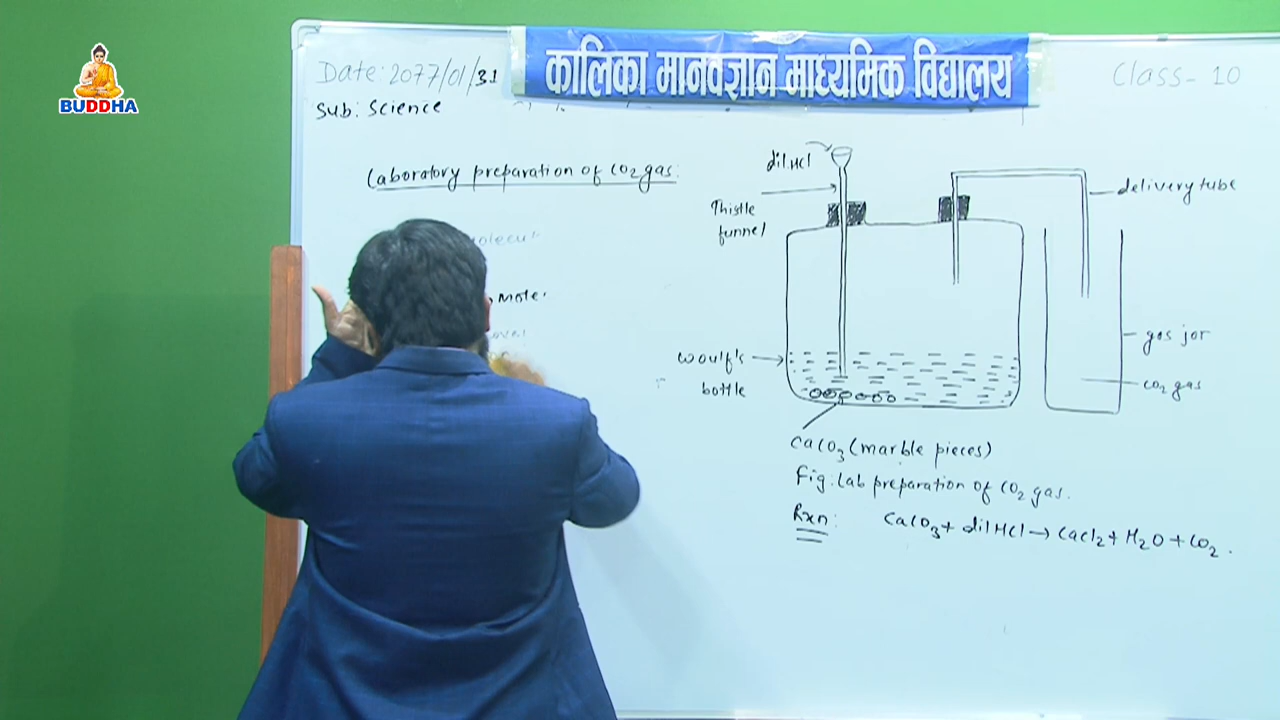 BUDDHA
Date: 2077/01/31
कालिका मानवज्ञान माध्यमिक विद्यालय
Class- 10
Sub: Science
Laboratory preparation of CO2 gas:
mole.
dil.HCl
Thistle
funnel
delivery tube
Woulf's
bottle
gas jar
CO2 gas
CaCO3 (marble pieces)
Fig: Lab preparation of CO2 gas.
Rxn: CaCO3 + dil HCl → CaCl2 + H2O + CO2.